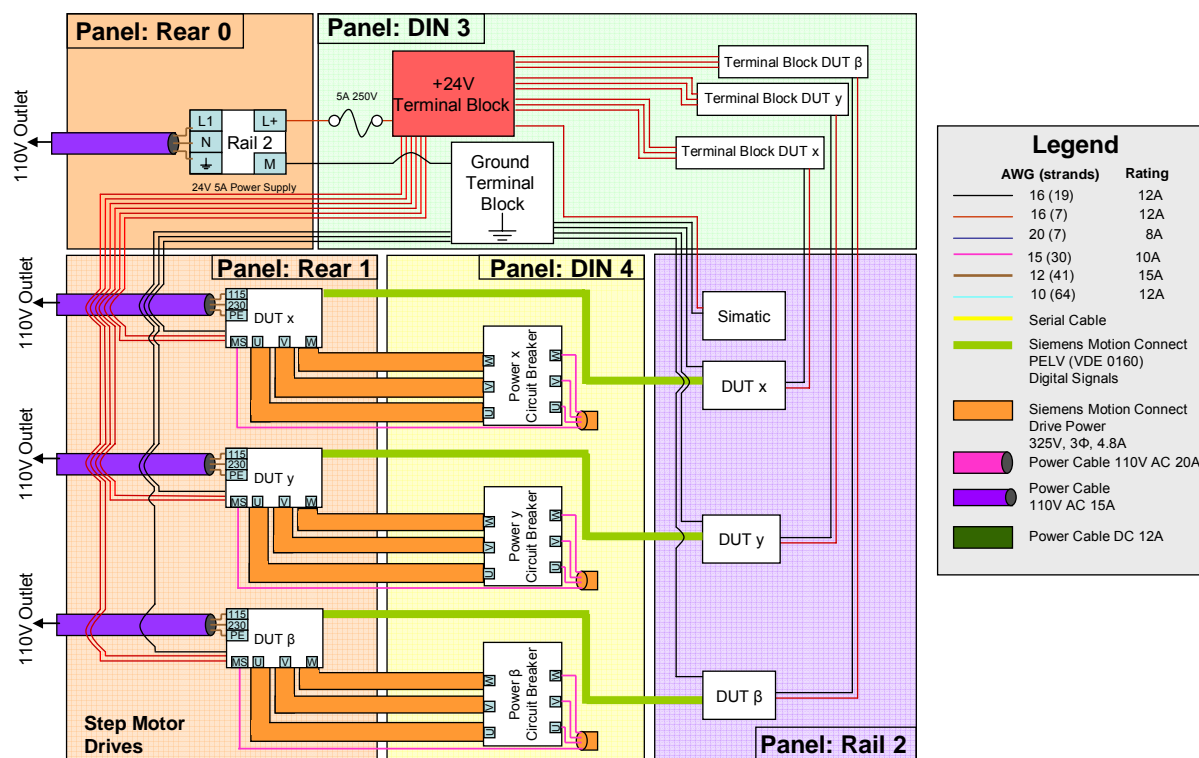 Panel: Rear 0
Panel: DIN 3
110V Outlet
L1
N
L+
M
Rail 2
24V 5A Power Supply
5A 250V
+24V
Terminal Block
Ground
Terminal
Block
Terminal Block DUT β
Terminal Block DUT y
Terminal Block DUT x
Panel: Rear 1
Panel: DIN 4
110V Outlet
115
230
PE
DUT x
MS
U
V
W
W
V
U
Power x
Circuit Breaker
W
V
U
Simatic
DUT x
110V Outlet
115
230
PE
DUT y
MS
U
V
W
W
V
U
Power y
Circuit Breaker
W
V
U
DUT y
110V Outlet
115
230
PE
DUT β
MS
U
V
W
W
V
U
Power β
Circuit Breaker
W
V
U
DUT β
Step Motor
Drives
Panel: Rail 2
Legend
AWG (strands) Rating
16 (19) 12A
16 (7) 12A
20 (7) 8A
15 (30) 10A
12 (41) 15A
10 (64) 12A
Serial Cable
Siemens Motion Connect
PELV (VDE 0160)
Digital Signals
Siemens Motion Connect
Drive Power
325V, 3Φ, 4.8A
Power Cable 110V AC 20A
Power Cable
110V AC 15A
Power Cable DC 12A